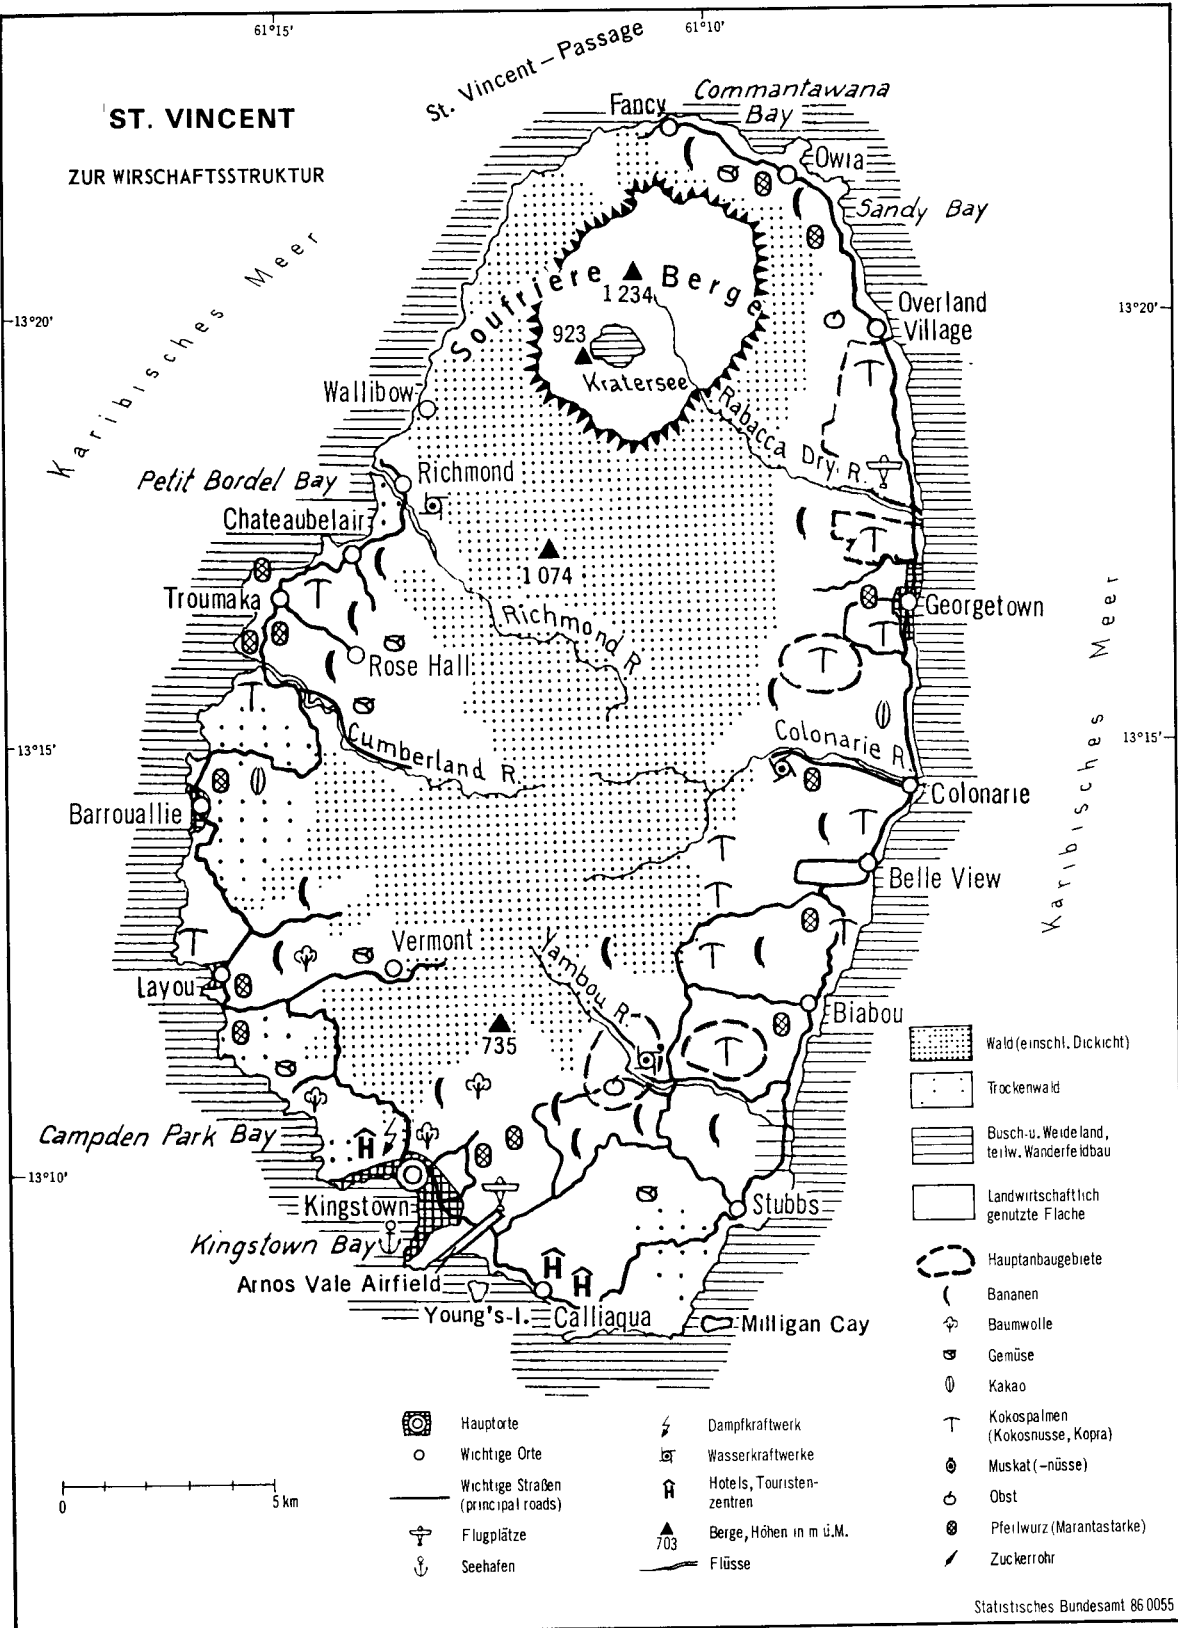 61°15'
61°10'
ST. VINCENT
ZUR WIRSCHAFTSSTRUKTUR
St. Vincent – Passage
Commantawana
Bay
Fancy
Owia
Sandy Bay
Karibisches Meer
Soufriere Berge
1 234
923
Kratersee
13°20'
13°20'
Overland
Village
Wallibow
Rabacca Dry. R.
Petit Bordel Bay
Richmond
Chateaubelair
1 074
Troumaka
Richmond R.
Georgetown
Rose Hall
Karibisches Meer
Cumberland R.
Colonarie R.
13°15'
13°15'
Barrouallie
Colonarie
Belle View
Vermont
Yambou R.
Layou
Biabou
735
Campden Park Bay
H
13°10'
Kingstown
Stubbs
Kingstown Bay
H
H
Arnos Vale Airfield
Young's-I.
Calliaqua
Milligan Cay
Wald (einschl. Dickicht)
Trockenwald
Busch-u. Weideland,
teilw. Wanderfeldbau
Landwirtschaftlich
genutzte Fläche
Hauptanbaugebiete
Bananen
Baumwolle
Gemüse
Kakao
Kokospalmen
(Kokosnüsse, Kopra)
Muskat (-nüsse)
Obst
Pfeilwurz (Marantastärke)
Zuckerrohr
Hauptorte
Wichtige Orte
Wichtige Straßen
(principal roads)
Flugplätze
Seehafen
Dampfkraftwerk
Wasserkraftwerke
H
Hotels, Touristen-
zentren
703
Berge, Höhen in m ü.M.
Flüsse
0
5 km
Statistisches Bundesamt 86 0055